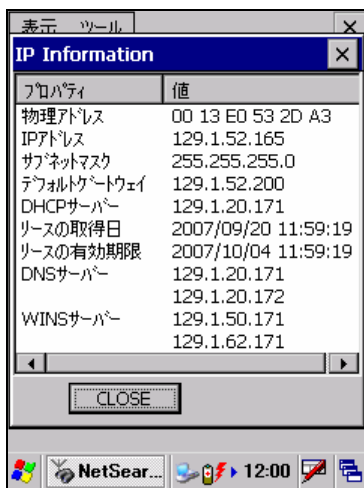 表示 ツール ×
IP Information ×
プロパティ 値
物理アドレス 00 13 E0 53 2D A3
IPアドレス 129.1.52.165
サブネットマスク 255.255.255.0
デフォルトゲートウェイ 129.1.52.200
DHCPサーバー 129.1.20.171
リースの取得日 2007/09/20 11:59:19
リースの有効期限 2007/10/04 11:59:19
DNSサーバー 129.1.20.171
129.1.20.172
WINSサーバー 129.1.50.171
129.1.62.171
CLOSE
NetSear... 12:00